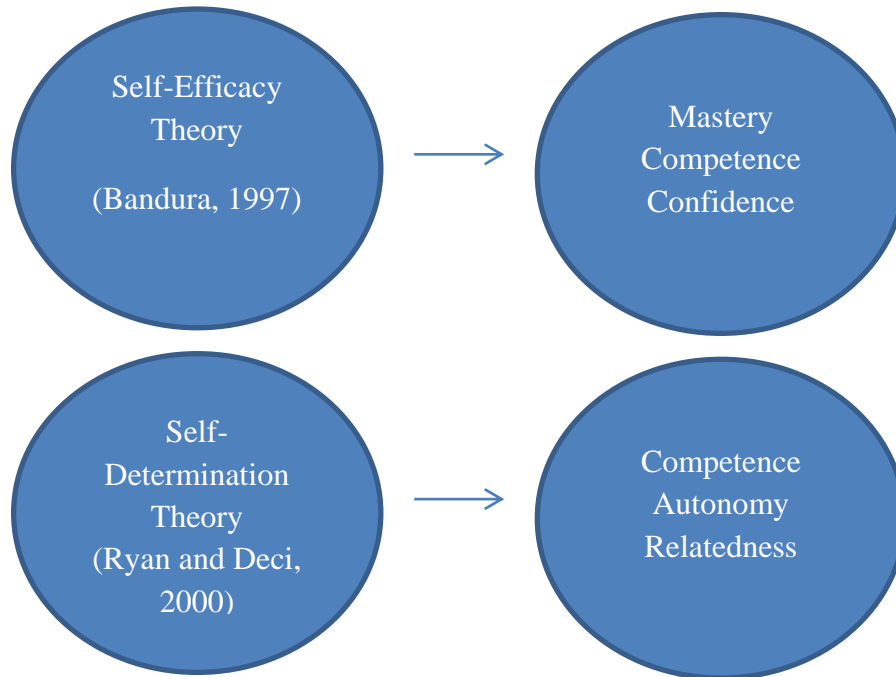 Self-Efficacy
Theory
(Bandura, 1997)
Mastery
Competence
Confidence
Self-
Determination
Theory
(Ryan and Deci,
2000)
Competence
Autonomy
Relatedness